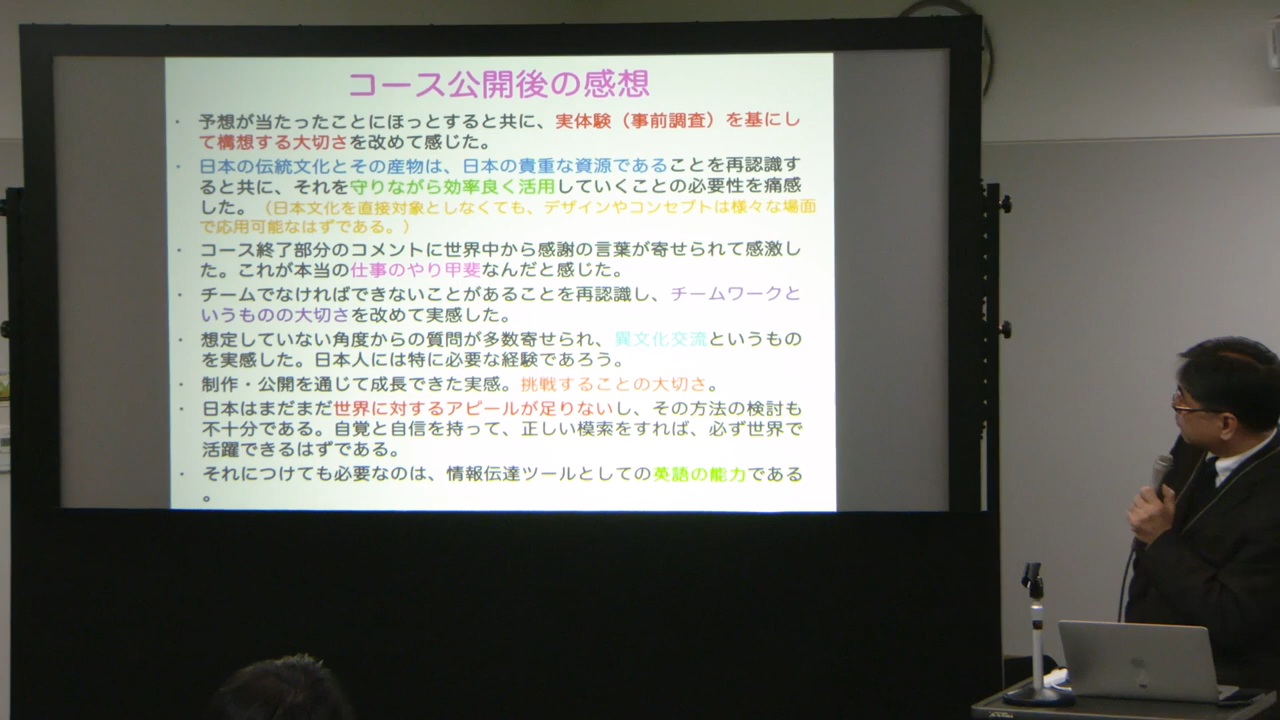 コース公開後の感想
・ 予想が当たったことにほっとすると共に、実体験（事前調査）を基にし
て構想する大切さを改めて感じた。
・ 日本の伝統文化とその産物は、日本の貴重な資源であることを再認識す
ると共に、それを守りながら効率良く活用していくことの必要性を痛感
した。（日本文化を直接対象としなくても、デザインやコンセプトは様々な場面
で応用可能なはずである。）
・ コース終了部分のコメントに世界中から感謝の言葉が寄せられて感激し
た。これが本当の仕事のやり甲斐なんだと感じた。
・ チームでなければできないことがあることを再認識し、チームワークと
いうものの大切さを改めて実感した。
・ 想定していない角度からの質問が多数寄せられ、異文化交流というもの
を実感した。日本人には特に必要な経験であろう。
・ 制作・公開を通じて成長できた実感。挑戦することの大切さ。
・ 日本はまだまだ世界に対するアピールが足りないし、その方法の検討も
不十分である。自覚と自信を持って、正しい模索をすれば、必ず世界で
活躍できるはずである。
・ それにつけても必要なのは、情報伝達ツールとしての英語の能力である
。